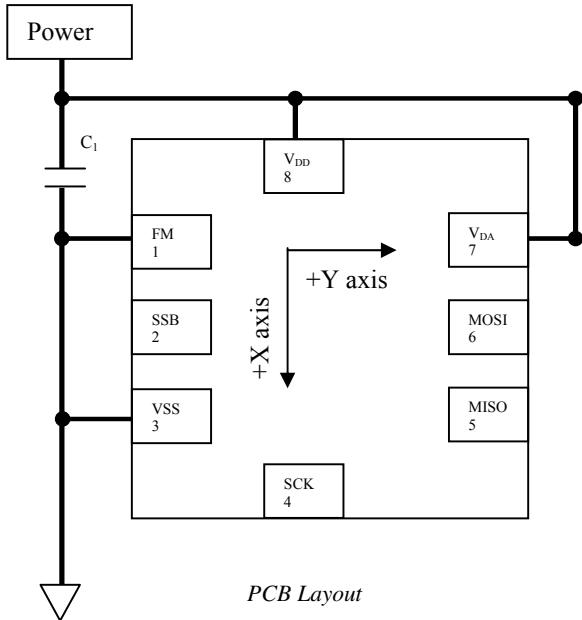 Power
C1
VDD
8
FM
1
VDA
7
+Y axis
SSB
2
+X axis
MOSI
6
VSS
3
MISO
5
SCK
4
PCB Layout